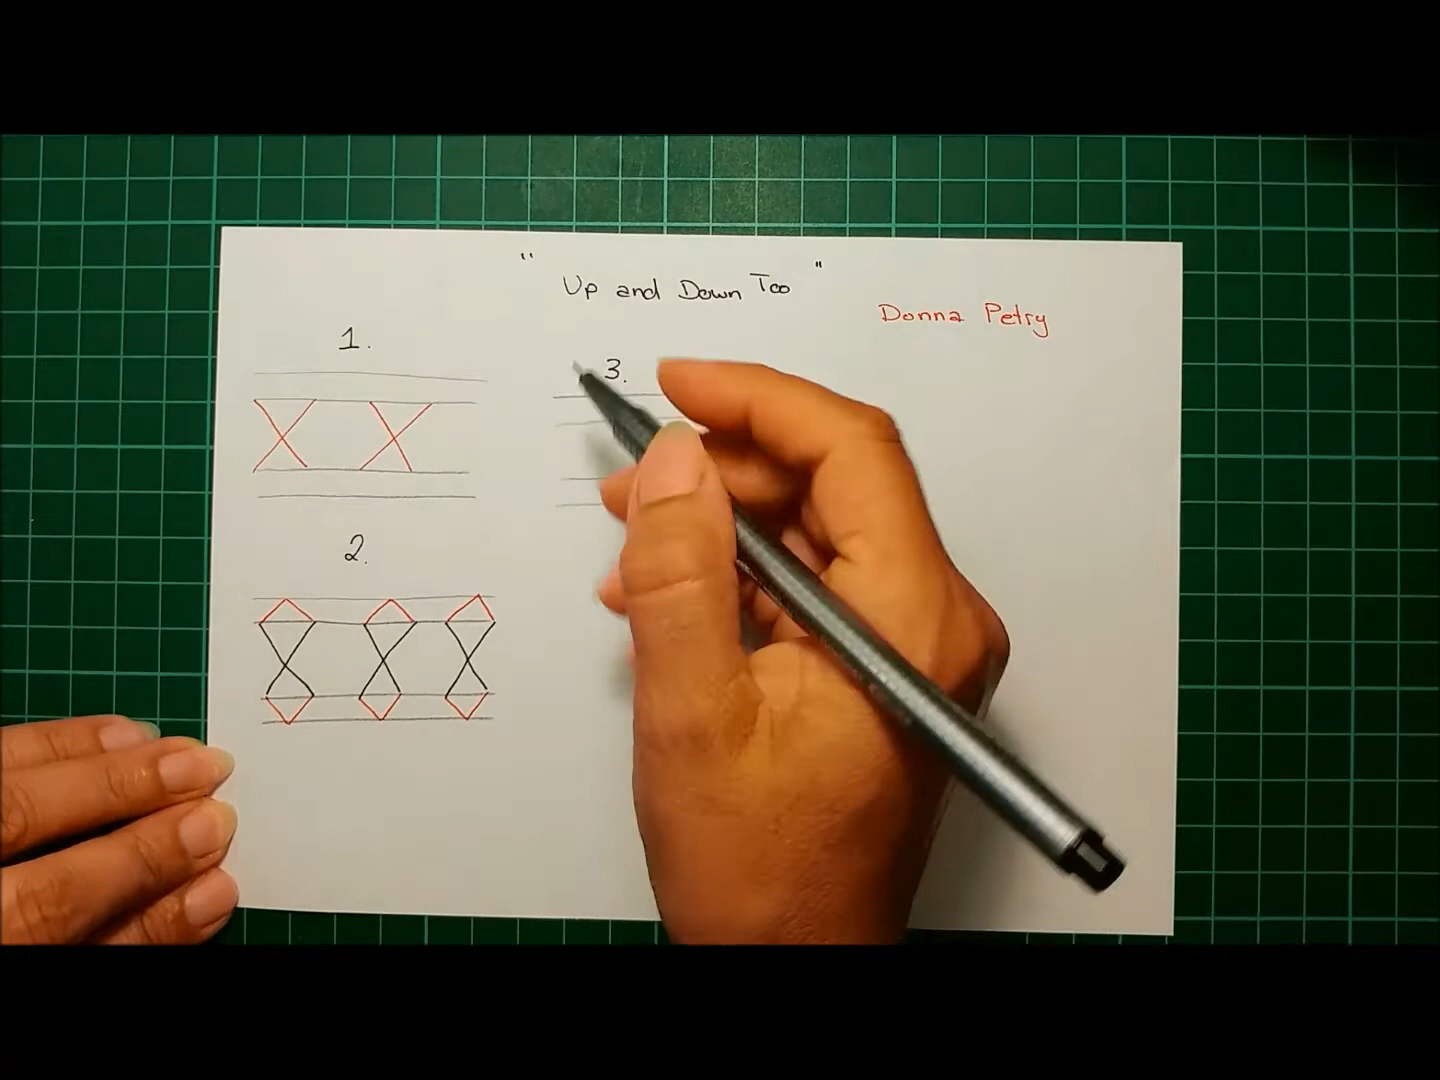 " Up and Down Too "
Donna Petry
1.
2.
3.